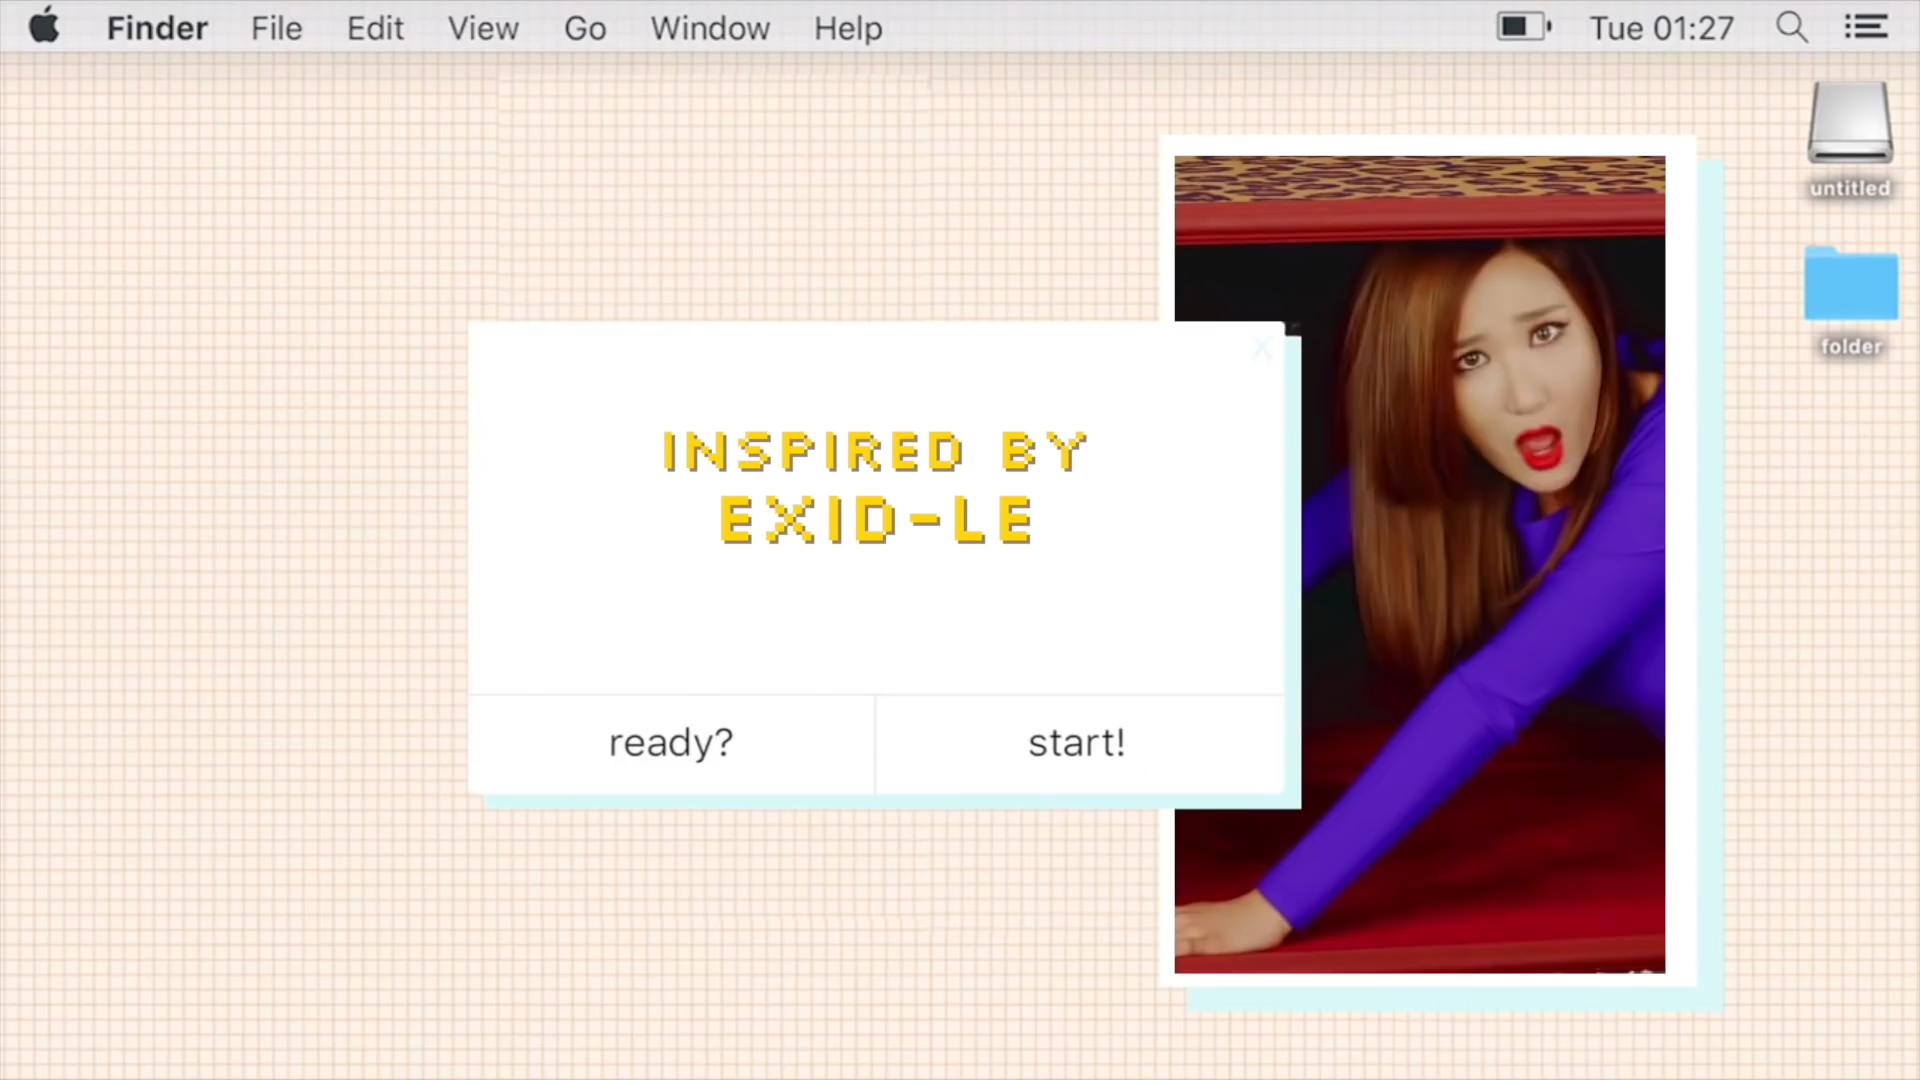 Finder File Edit View Go Window Help Tue 01:27
untitled
folder
X
INSPIRED BY
EXID-LE
ready? start!